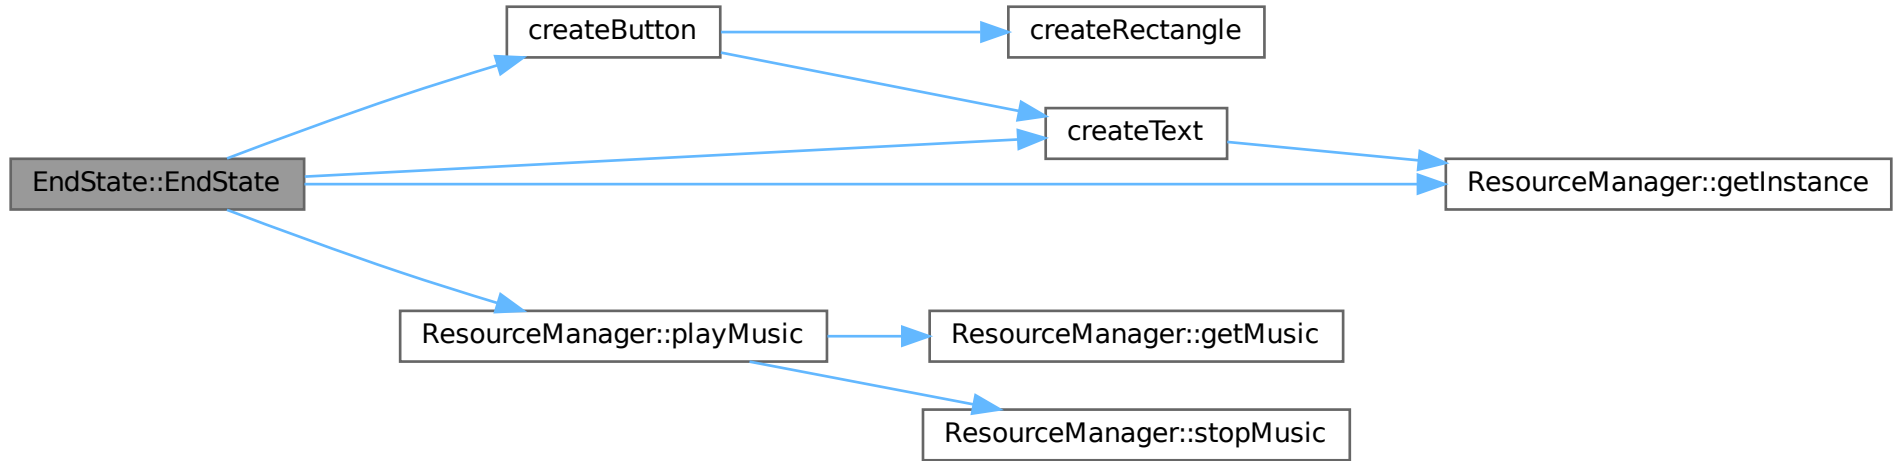 createButton
createRectangle
createText
EndState::EndState
ResourceManager::getInstance
ResourceManager::playMusic
ResourceManager::getMusic
ResourceManager::stopMusic